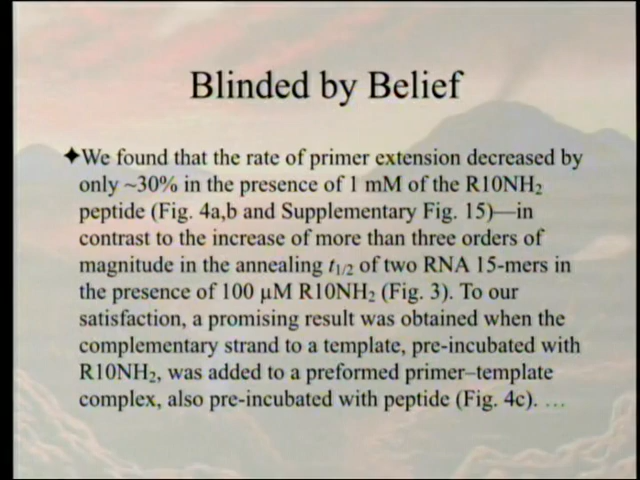 Blinded by Belief
✦We found that the rate of primer extension decreased by
only ~30% in the presence of 1 mM of the R10NH₂
peptide (Fig. 4a,b and Supplementary Fig. 15)—in
contrast to the increase of more than three orders of
magnitude in the annealing t₁/₂ of two RNA 15-mers in
the presence of 100 μM R10NH₂ (Fig. 3). To our
satisfaction, a promising result was obtained when the
complementary strand to a template, pre-incubated with
R10NH₂, was added to a preformed primer–template
complex, also pre-incubated with peptide (Fig. 4c). …